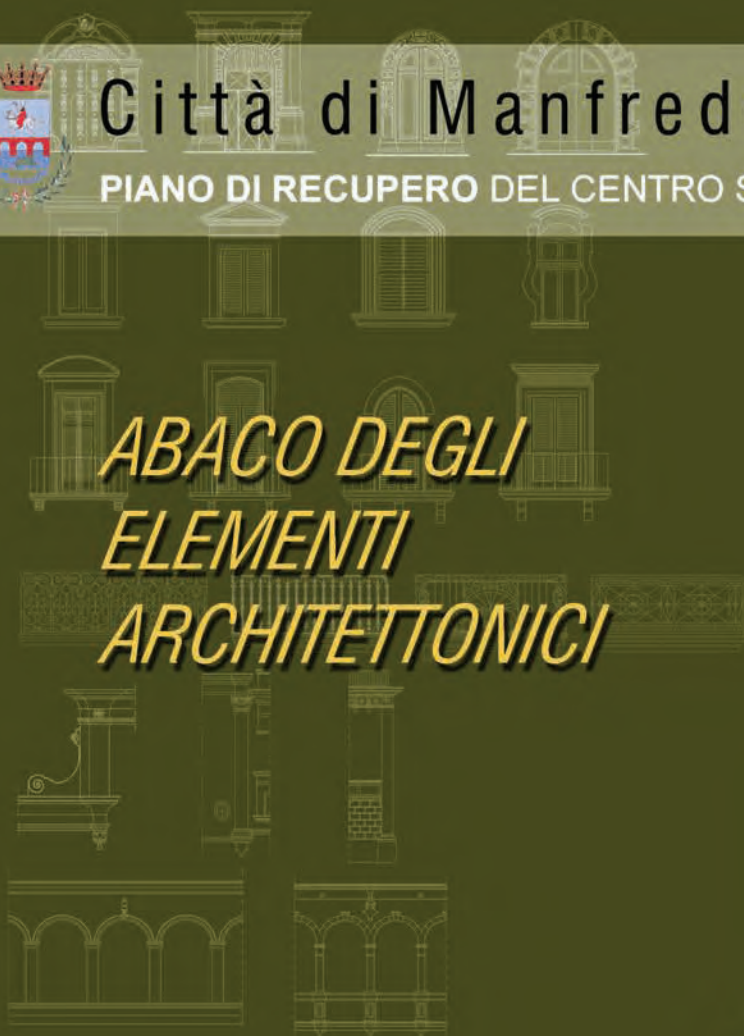 Città di Manfred
PIANO DI RECUPERO DEL CENTRO S
ABACO DEGLI
ELEMENTI
ARCHITETTONICI